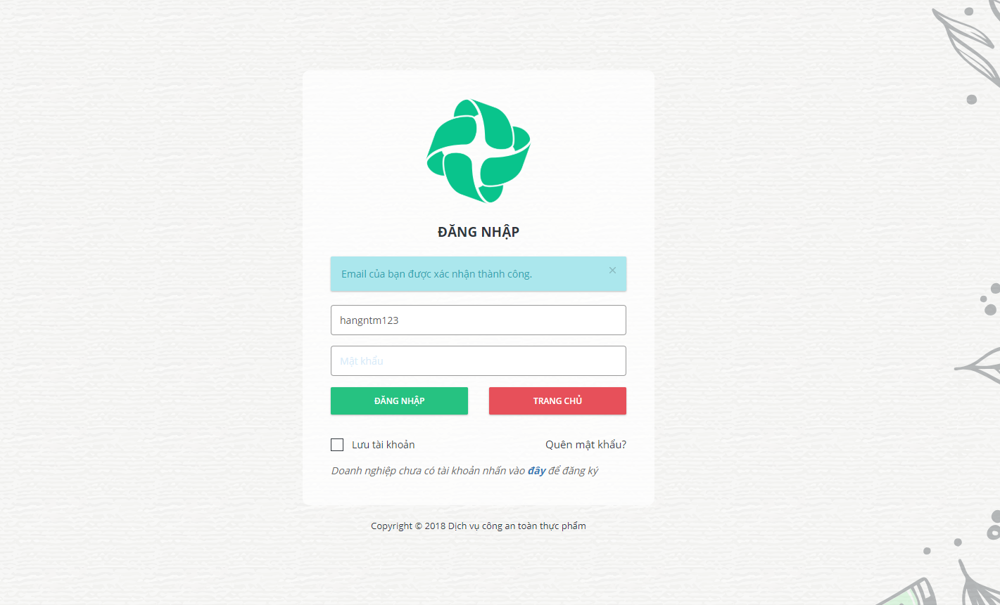 ĐĂNG NHẬP
Email của bạn được xác nhận thành công.
hangntm123
Mật khẩu
ĐĂNG NHẬP TRANG CHỦ
Lưu tài khoản Quên mật khẩu?
Doanh nghiệp chưa có tài khoản nhấn vào đây để đăng ký
Copyright © 2018 Dịch vụ công an toàn thực phẩm